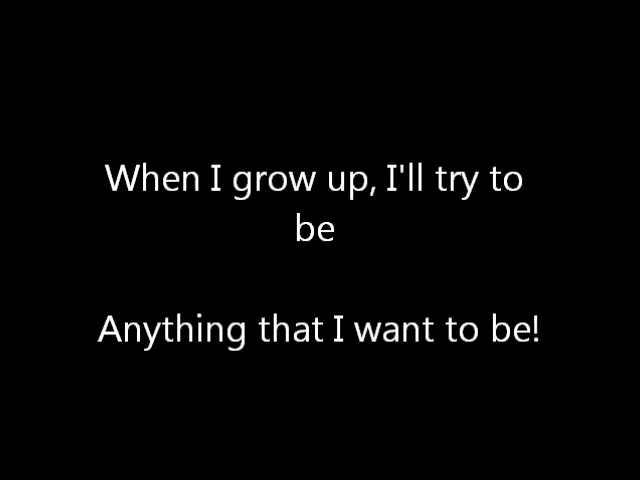 When I grow up, I'll try to
be
Anything that I want to be!